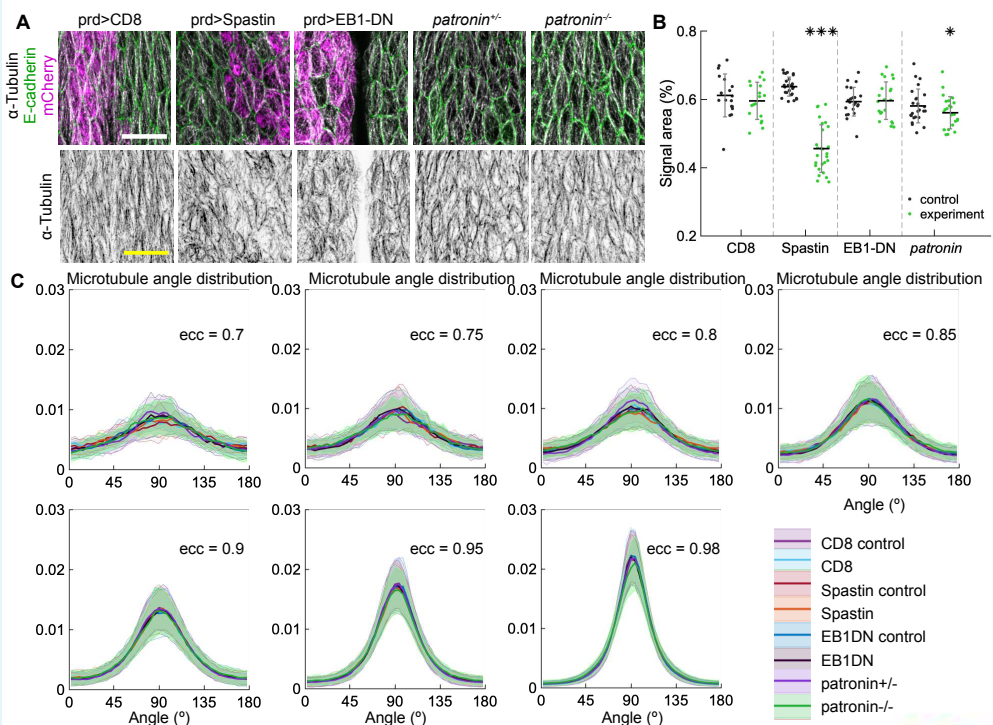 A
prd>CD8
prd>Spastin
prd>EB1-DN
patronin+/-
patronin-/-
α-Tubulin
E-cadherin
mCherry
α-Tubulin
B
Signal area (%)
0.8
0.6
0.4
0.2
***
*
control
experiment
CD8
Spastin
EB1-DN
patronin
C
Microtubule angle distribution
Microtubule angle distribution
Microtubule angle distribution
Microtubule angle distribution
0.03
0.02
0.01
0
ecc = 0.7
0 45 90 135 180
0.03
0.02
0.01
0
ecc = 0.75
0 45 90 135 180
0.03
0.02
0.01
0
ecc = 0.8
0 45 90 135 180
0.03
0.02
0.01
0
ecc = 0.85
0 45 90 135 180
Angle (º)
0.03
0.02
0.01
0
ecc = 0.9
0 45 90 135 180
Angle (º)
0.03
0.02
0.01
0
ecc = 0.95
0 45 90 135 180
Angle (º)
0.03
0.02
0.01
0
ecc = 0.98
0 45 90 135 180
Angle (º)
CD8 control
CD8
Spastin control
Spastin
EB1DN control
EB1DN
patronin+/-
patronin-/-